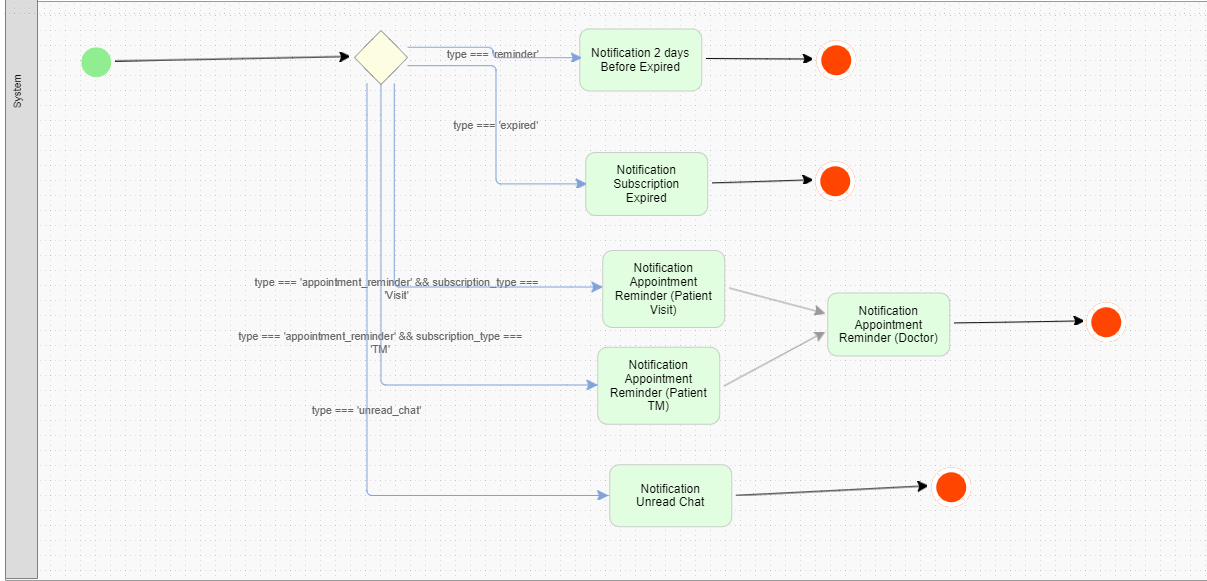 System
type === 'reminder'
Notification 2 days
Before Expired
type === 'expired'
Notification
Subscription
Expired
type === 'appointment_reminder' && subscription_type ===
'Visit'
Notification
Appointment
Reminder (Patient
Visit)
Notification
Appointment
Reminder (Doctor)
type === 'appointment_reminder' && subscription_type ===
'TM'
Notification
Appointment
Reminder (Patient
TM)
type === 'unread_chat'
Notification
Unread Chat